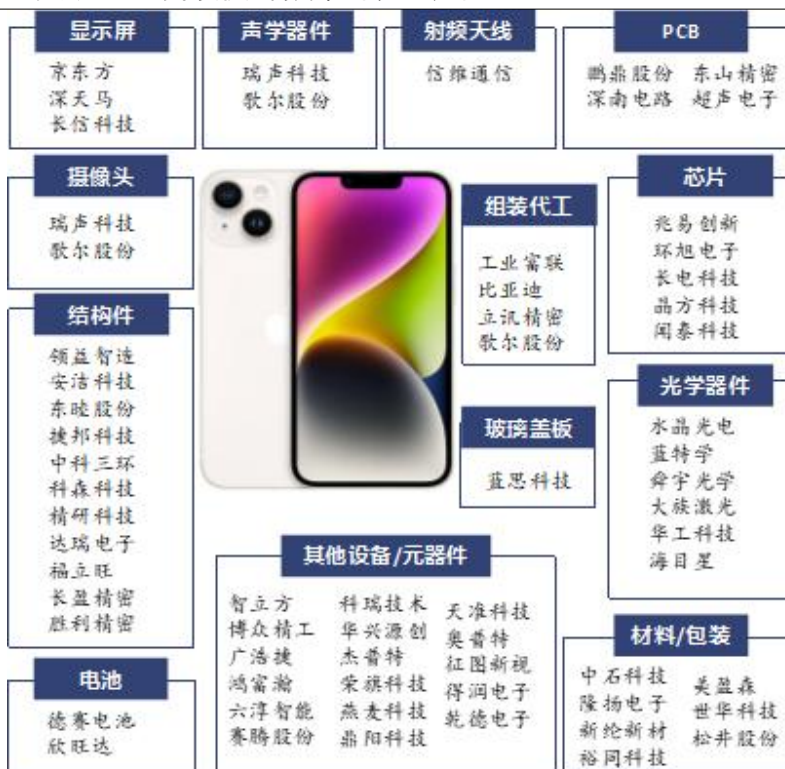 显示屏
京东方
深天马
长信科技
声学器件
瑞声科技
歌尔股份
射频天线
信维通信
PCB
鹏鼎股份 东山精密
深南电路 超声电子
摄像头
瑞声科技
歌尔股份
组装代工
工业富联
比亚迪
立讯精密
歌尔股份
芯片
兆易创新
环旭电子
长电科技
晶方科技
闻泰科技
结构件
领益智造
安洁科技
东睦股份
捷邦科技
中科三环
科森科技
精研科技
达瑞电子
福立旺
长盈精密
胜利精密
玻璃盖板
蓝思科技
光学器件
水晶光电
蓝特学
舜宇光学
大族激光
华工科技
海目星
其他设备/元器件
智立方 科瑞技术 天准科技
博众精工 华兴源创 奥普特
广浩捷 杰普特 征图新视
鸿富瀚 荣旗科技 得润电子
六淳智能 燕麦科技 乾德电子
赛腾股份 鼎阳科技
电池
德赛电池
欣旺达
材料/包装
中石科技 美盈森
隆扬电子 世华科技
新纶新材 松井股份
裕同科技